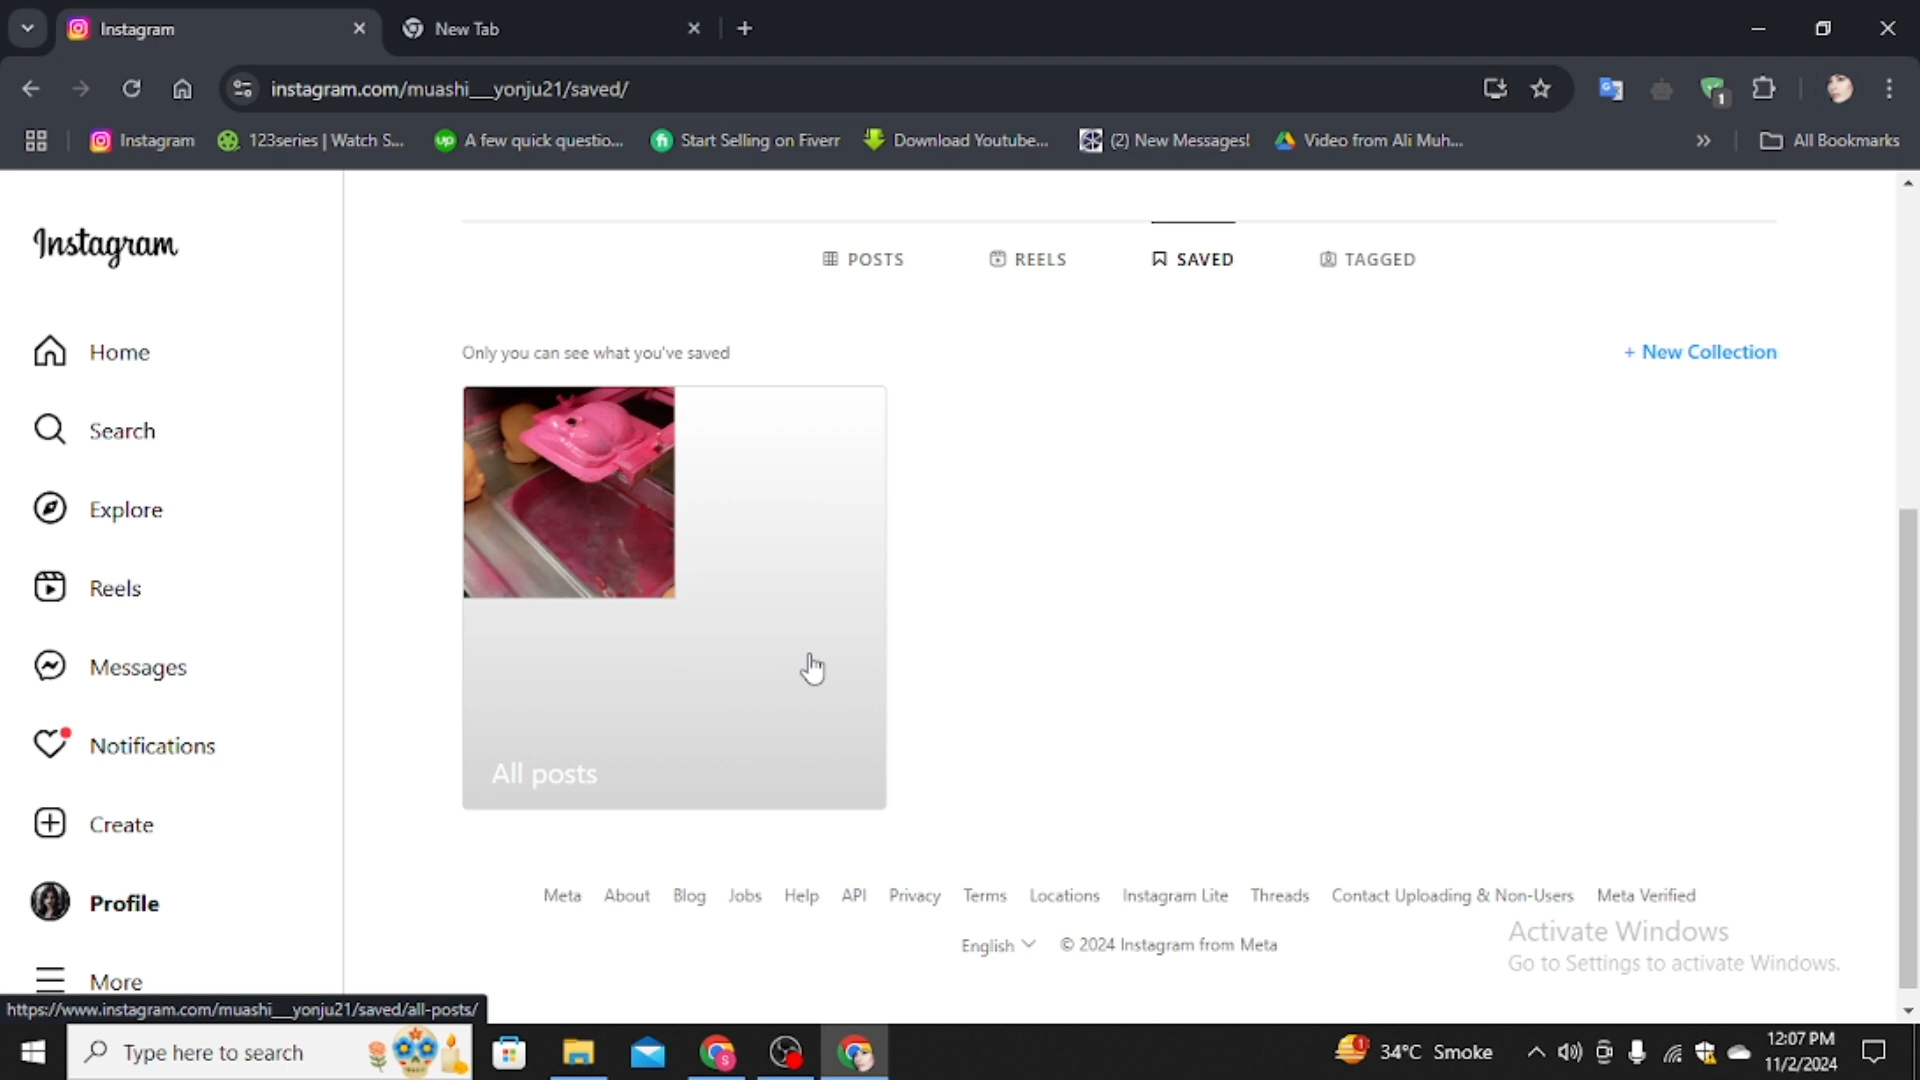 Instagram
New Tab
instagram.com/muashi__yonju21/saved/
1
Instagram
123series | Watch S...
up A few quick questio...
fi Start Selling on Fiverr
Download Youtube...
(2) New Messages!
Video from Ali Muh...
»
All Bookmarks
Instagram
POSTS
REELS
SAVED
TAGGED
Only you can see what you've saved
+ New Collection
Home
Search
Explore
Reels
Messages
Notifications
Create
Profile
More
All posts
Meta About Blog Jobs Help API Privacy Terms Locations Instagram Lite Threads Contact Uploading & Non-Users Meta Verified
English © 2024 Instagram from Meta
Activate Windows
Go to Settings to activate Windows.
https://www.instagram.com/muashi__yonju21/saved/all-posts/
Type here to search
S
1
34°C Smoke
12:07 PM
11/2/2024